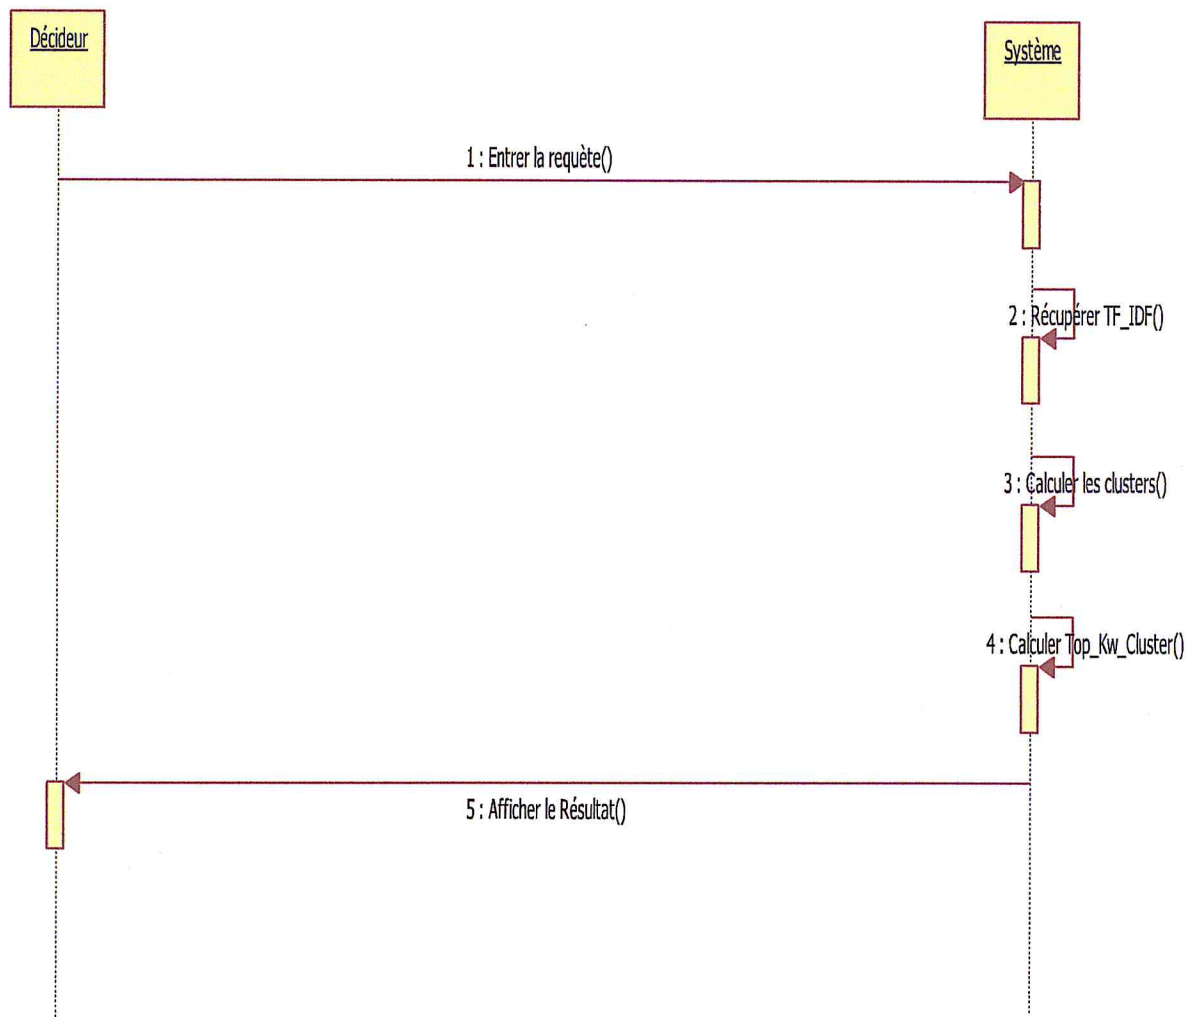 Décideur
Système
1 : Entrer la requète()
2 : Récupérer TF_IDF()
3 : Calculer les clusters()
4 : Calculer Top_Kw_Cluster()
5 : Afficher le Résultat()